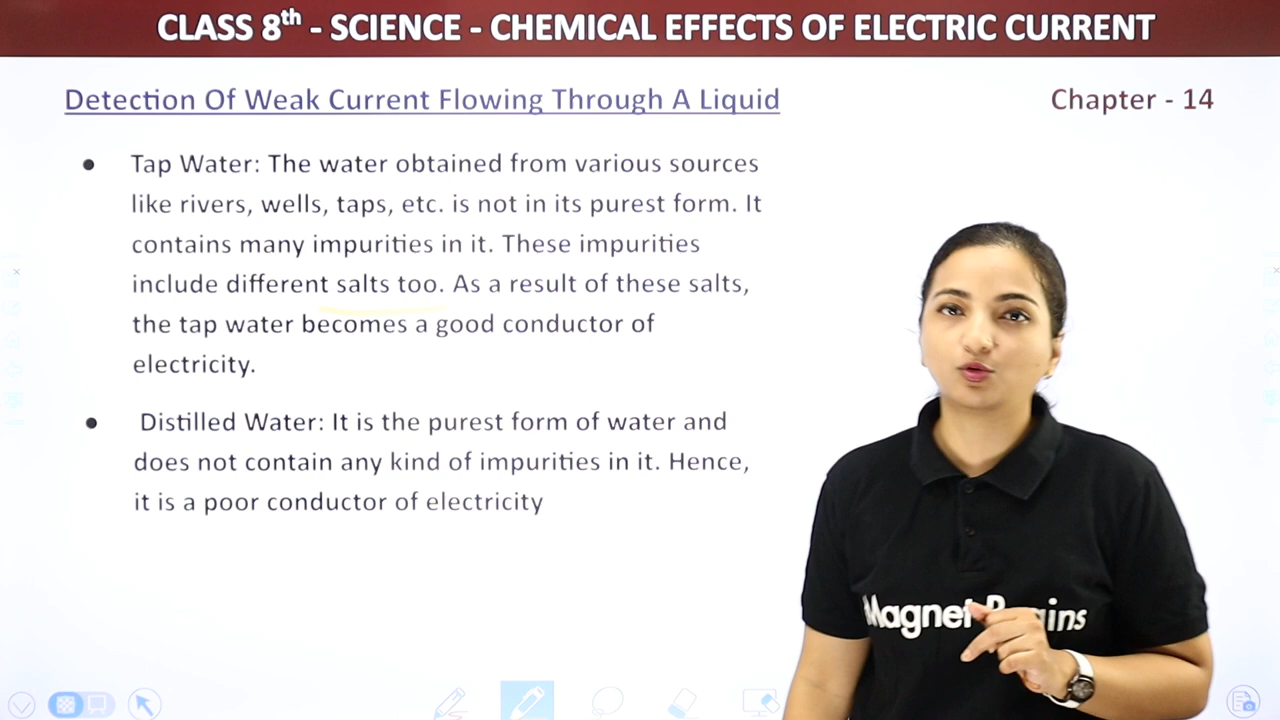 CLASS 8th - SCIENCE - CHEMICAL EFFECTS OF ELECTRIC CURRENT
Detection Of Weak Current Flowing Through A Liquid
Chapter - 14
● Tap Water: The water obtained from various sources
like rivers, wells, taps, etc. is not in its purest form. It
contains many impurities in it. These impurities
include different salts too. As a result of these salts,
the tap water becomes a good conductor of
electricity.
● Distilled Water: It is the purest form of water and
does not contain any kind of impurities in it. Hence,
it is a poor conductor of electricity
Magnet Brains